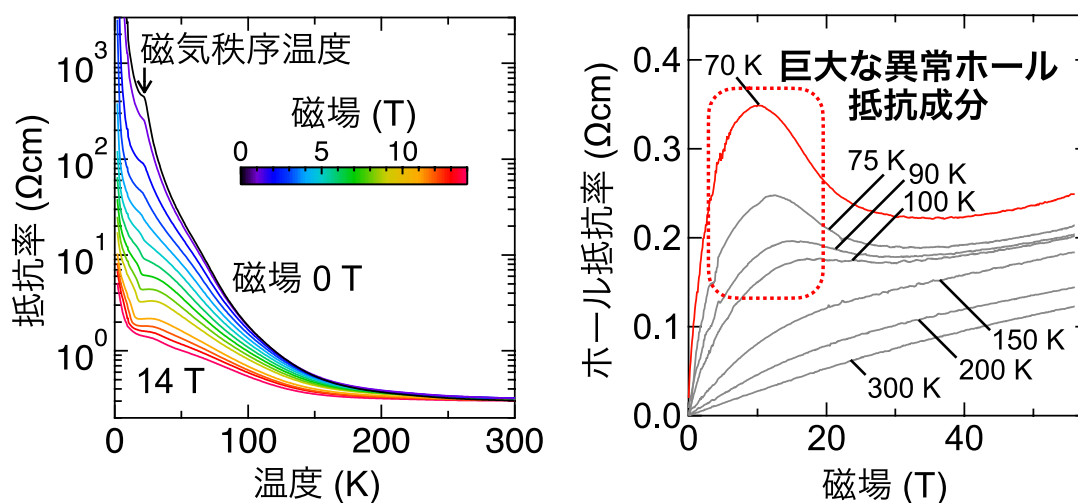 抵抗率 (Ωcm)
10³
10²
10¹
10⁰
磁気秩序温度
磁場 (T)
0 5 10
磁場 0 T
14 T
0 100 200 300
温度 (K)
ホール抵抗率 (Ωcm)
0.4
0.3
0.2
0.1
0.0
70 K
巨大な異常ホール
抵抗成分
75 K
90 K
100 K
150 K
200 K
300 K
0 20 40
磁場 (T)